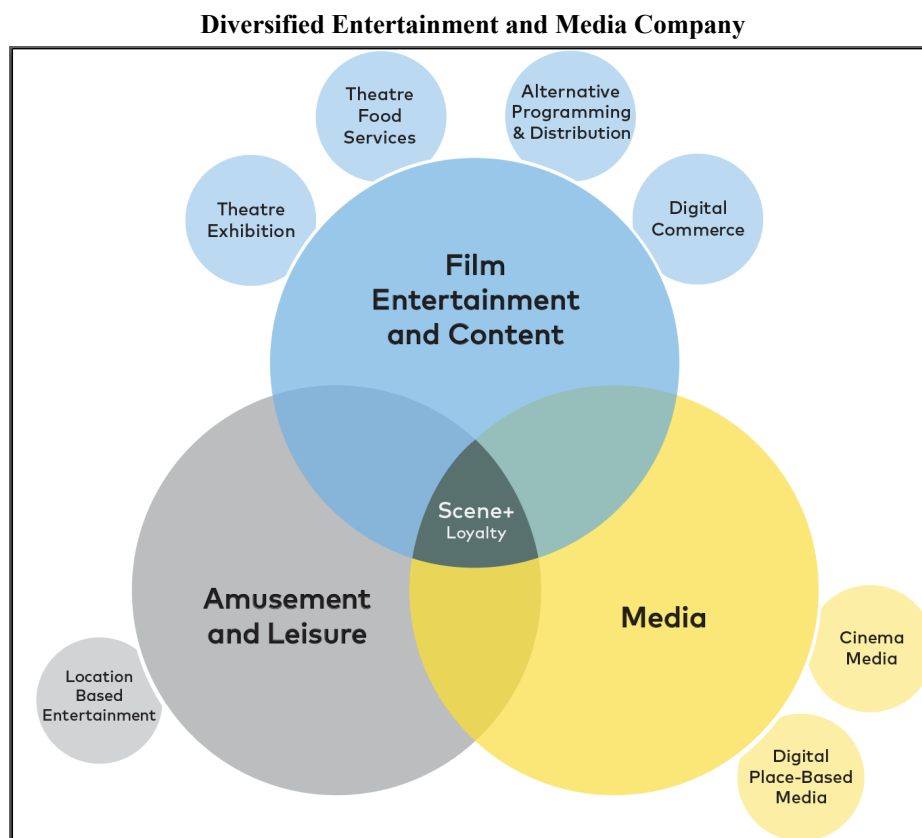 Diversified Entertainment and Media Company
Theatre
Food
Services
Alternative
Programming
& Distribution
Theatre
Exhibition
Digital
Commerce
Film
Entertainment
and Content
Scene+
Loyalty
Amusement
and Leisure
Media
Location
Based
Entertainment
Cinema
Media
Digital
Place-Based
Media